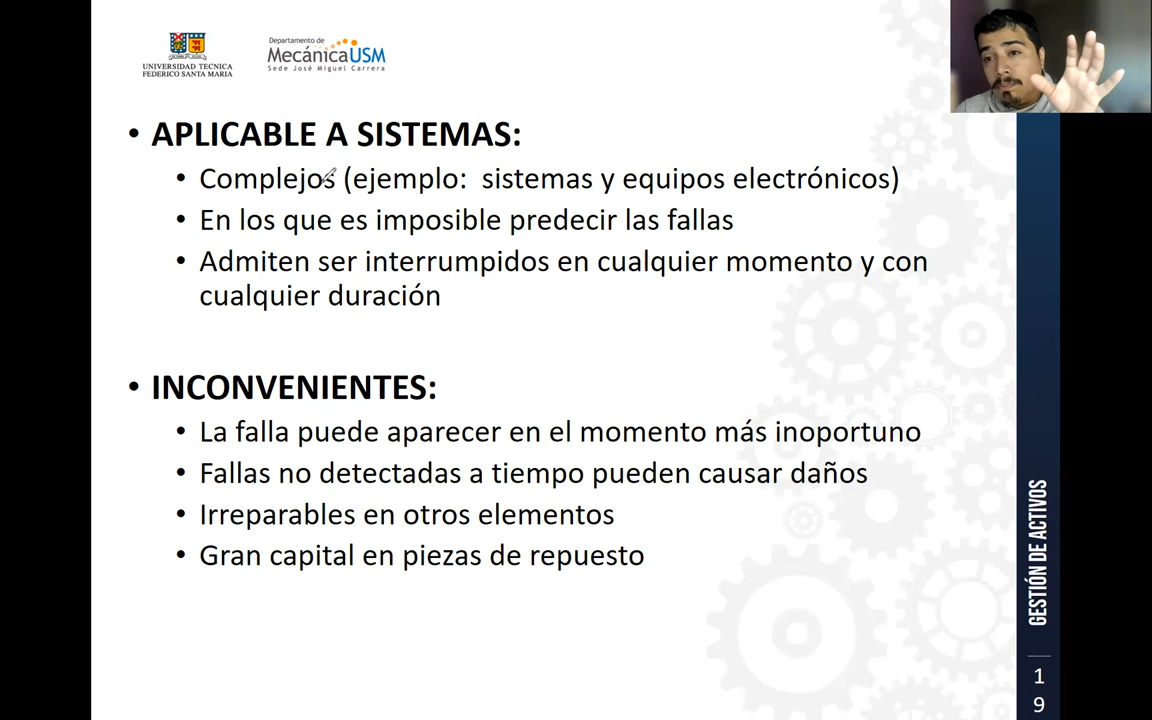 UNIVERSIDAD TECNICA
FEDERICO SANTA MARIA
Departamento de
MecánicaUSM
Sede José Miguel Carrera
• APLICABLE A SISTEMAS:
• Complejos (ejemplo: sistemas y equipos electrónicos)
• En los que es imposible predecir las fallas
• Admiten ser interrumpidos en cualquier momento y con
cualquier duración
• INCONVENIENTES:
• La falla puede aparecer en el momento más inoportuno
• Fallas no detectadas a tiempo pueden causar daños
• Irreparables en otros elementos
• Gran capital en piezas de repuesto
GESTIÓN DE ACTIVOS
1
9